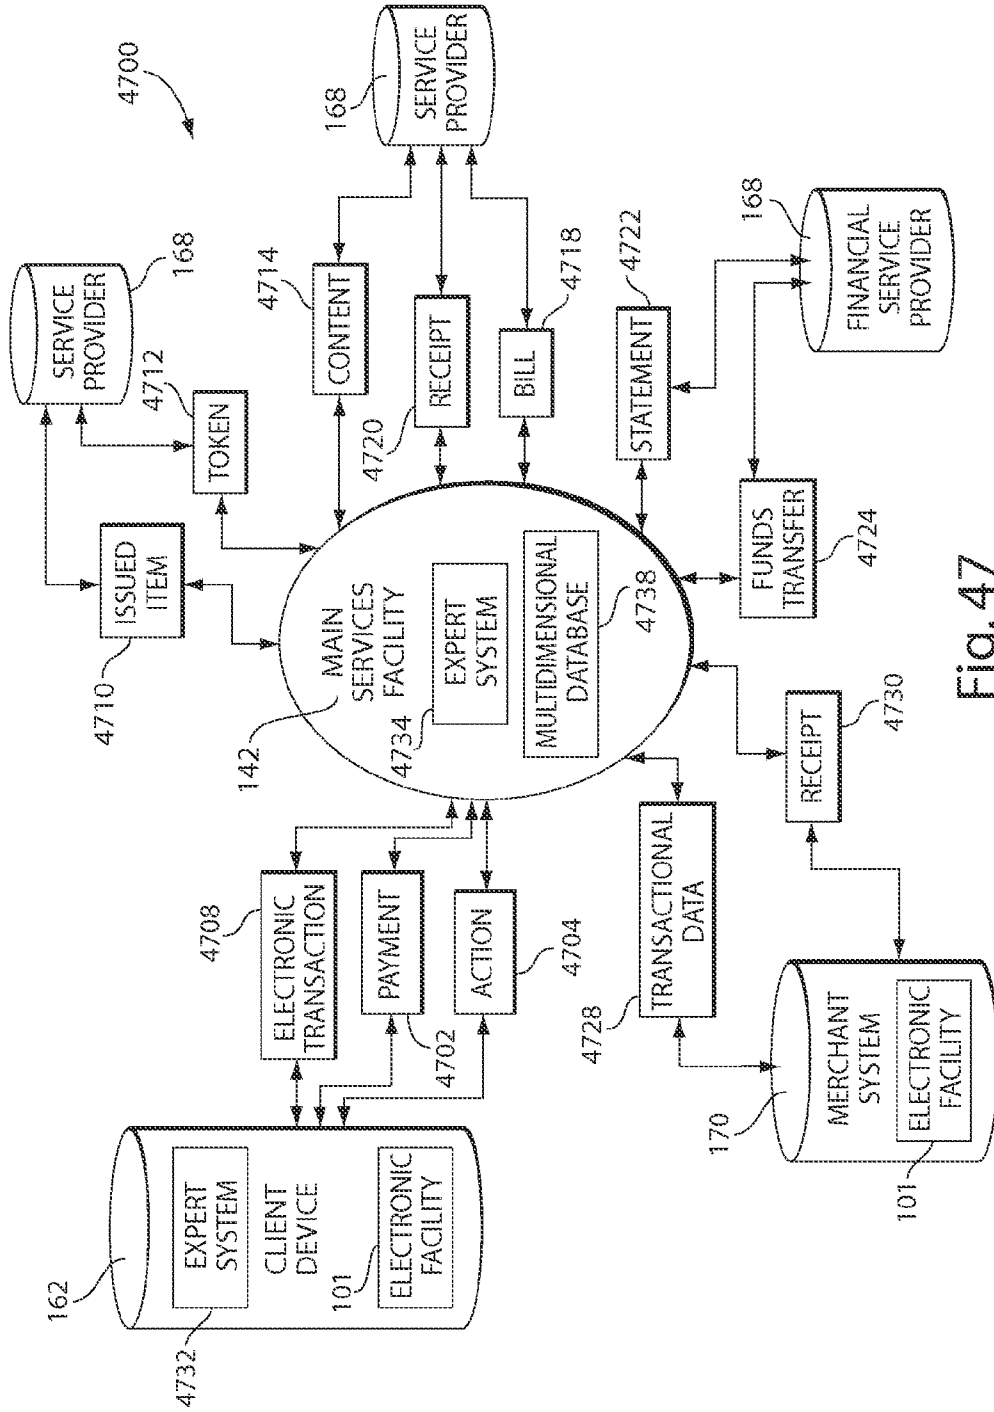 4700
162
EXPERT
SYSTEM
4732
CLIENT
DEVICE
101
ELECTRONIC
FACILITY
4708
ELECTRONIC
TRANSACTION
PAYMENT
4702
ACTION
4704
142
MAIN
SERVICES
FACILITY
4734
EXPERT
SYSTEM
MULTIDIMENSIONAL
DATABASE
4738
4710
ISSUED
ITEM
TOKEN
4712
SERVICE
PROVIDER
168
4714
CONTENT
4720
RECEIPT
BILL
4718
168
SERVICE
PROVIDER
STATEMENT
4722
FUNDS
TRANSFER
4724
168
FINANCIAL
SERVICE
PROVIDER
4728
TRANSACTIONAL
DATA
RECEIPT
4730
170
MERCHANT
SYSTEM
ELECTRONIC
FACILITY
101
Fig. 47